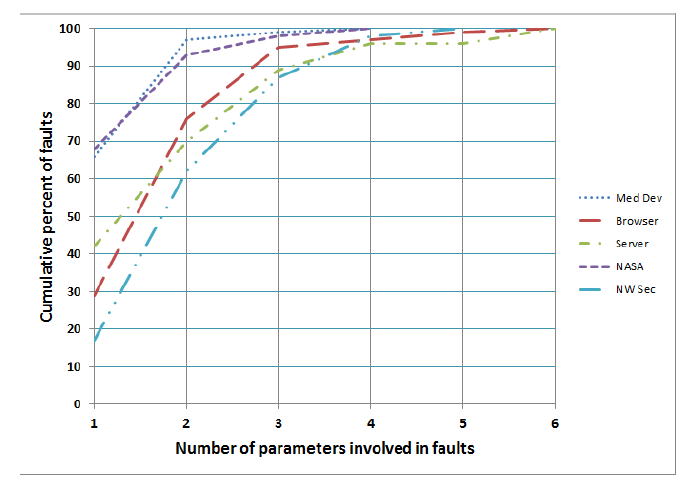 100
90
80
70
60
50
40
30
20
10
0
Cumulative percent of faults
1 2 3 4 5 6
Number of parameters involved in faults
Med Dev
Browser
Server
NASA
NW Sec